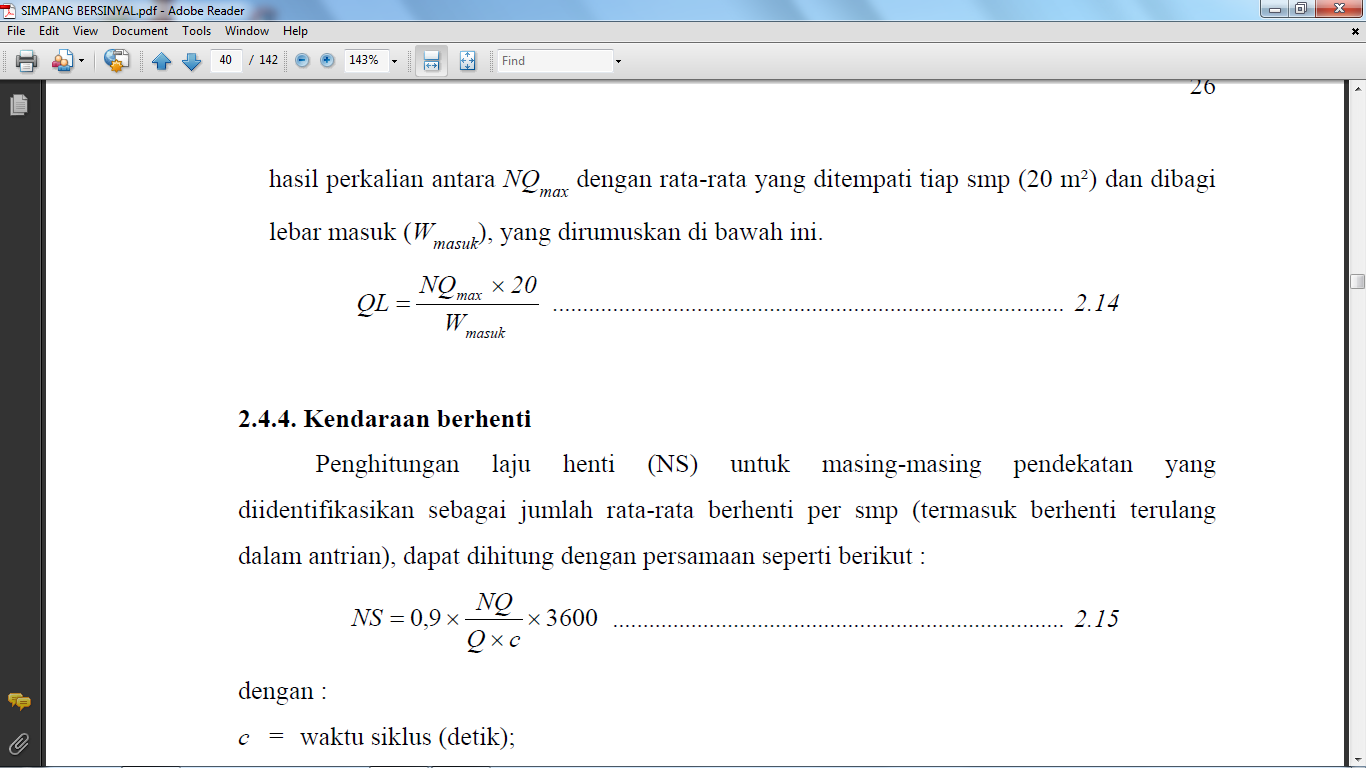 SIMPANG BERSINYAL.pdf - Adobe Reader
File Edit View Document Tools Window Help
40 / 142 143% Find
26
hasil perkalian antara NQmax dengan rata-rata yang ditempati tiap smp (20 m²) dan dibagi
lebar masuk (Wmasuk), yang dirumuskan di bawah ini.
QL = NQmax × 20 / Wmasuk ........................................................................................ 2.14
2.4.4. Kendaraan berhenti
Penghitungan laju henti (NS) untuk masing-masing pendekatan yang
diidentifikasikan sebagai jumlah rata-rata berhenti per smp (termasuk berhenti terulang
dalam antrian), dapat dihitung dengan persamaan seperti berikut :
NS = 0,9 × NQ / Q × c × 3600 ........................................................................... 2.15
dengan :
c = waktu siklus (detik);